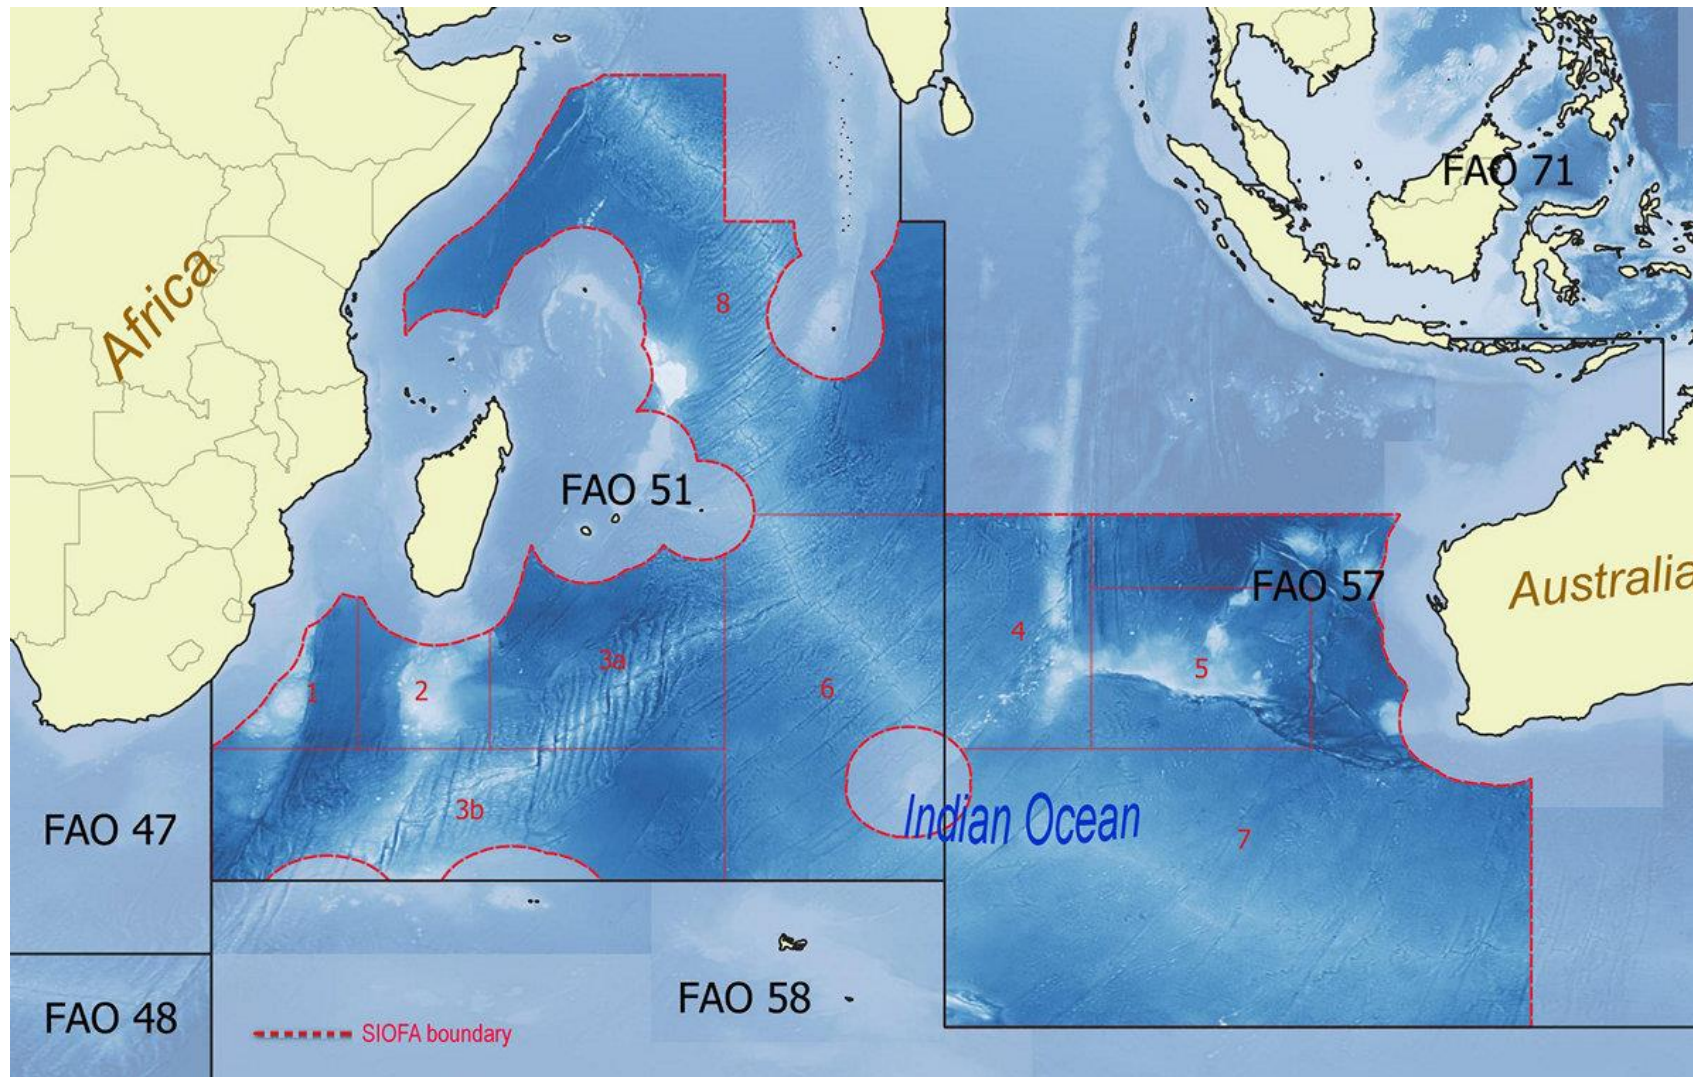 FAO 71
Africa
8
FAO 51
FAO 57
Australia
4
3a
5
1
2
6
Indian Ocean
3b
FAO 47
7
FAO 58
FAO 48
SIOFA boundary